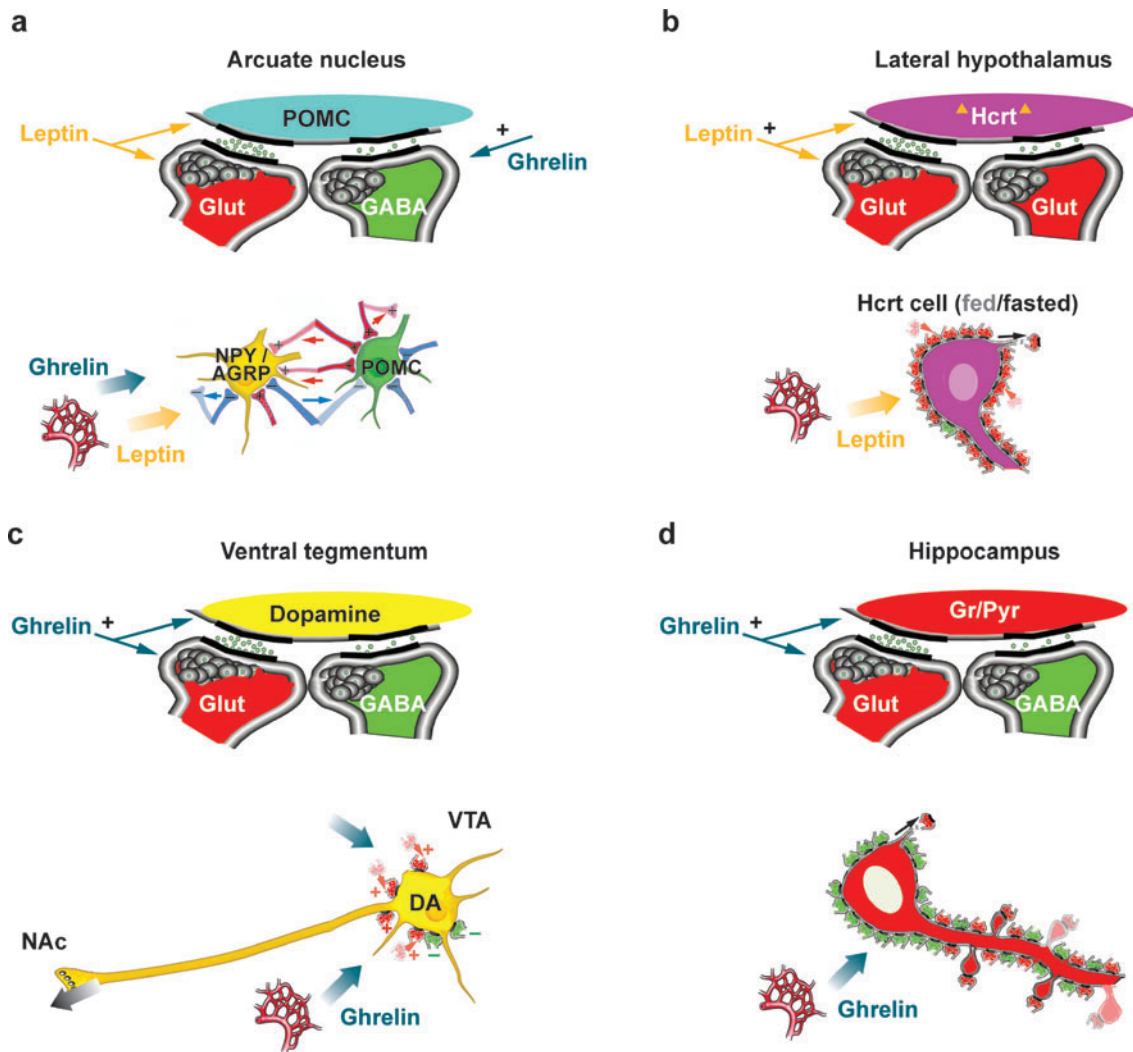 a
Arcuate nucleus
POMC
Leptin
+
Ghrelin
Glut
GABA
Ghrelin
Leptin
NPY /
AGRP
POMC
+
+
+
+
+
+
−
−
−
−
−
b
Lateral hypothalamus
Hcrt
Leptin +
Glut
Glut
Hcrt cell (fed/fasted)
Leptin
c
Ventral tegmentum
Dopamine
Ghrelin +
Glut
GABA
VTA
DA
+
+
+
+
−
−
NAc
Ghrelin
d
Hippocampus
Gr/Pyr
Ghrelin +
Glut
GABA
Ghrelin